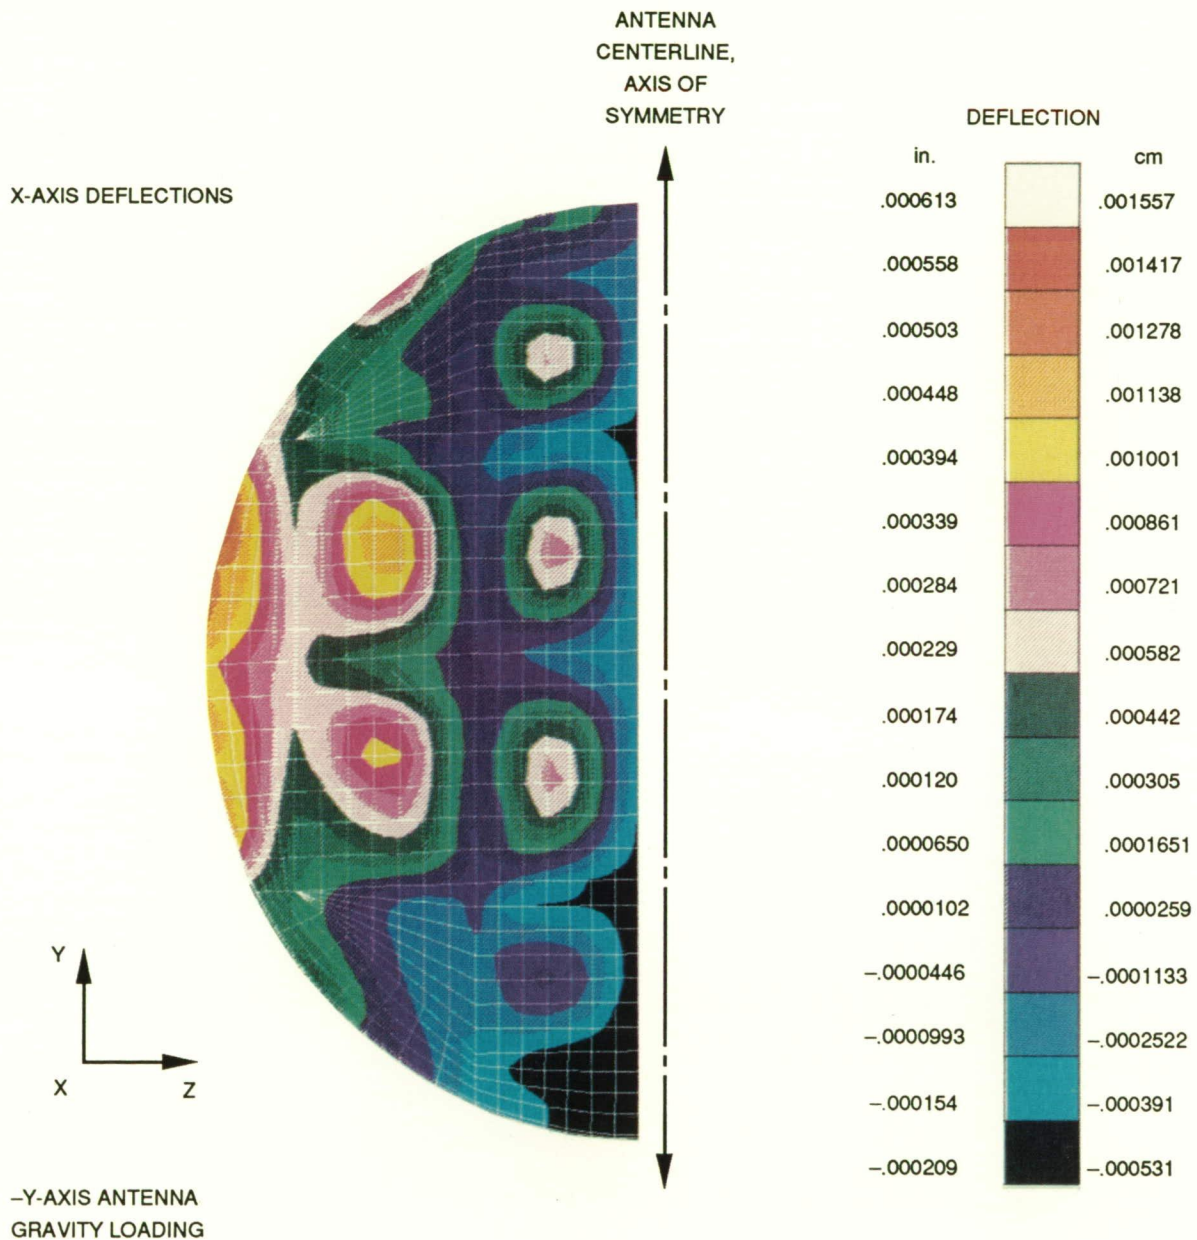 ANTENNA
CENTERLINE,
AXIS OF
SYMMETRY
DEFLECTION
in. cm
X-AXIS DEFLECTIONS
.000613 .001557
.000558 .001417
.000503 .001278
.000448 .001138
.000394 .001001
.000339 .000861
.000284 .000721
.000229 .000582
.000174 .000442
.000120 .000305
.0000650 .0001651
.0000102 .0000259
–.0000446 –.0001133
–.0000993 –.0002522
–.000154 –.000391
–.000209 –.000531
Y
X Z
–Y-AXIS ANTENNA
GRAVITY LOADING